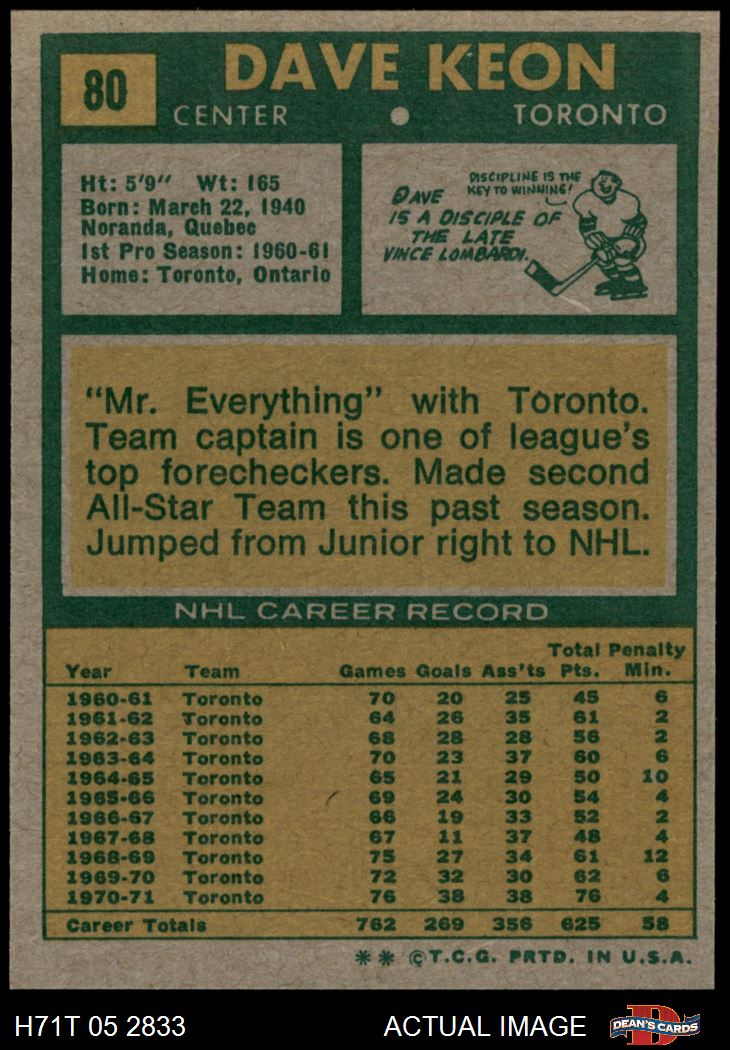 80
DAVE KEON
CENTER • TORONTO
Ht: 5'9" Wt: 165
Born: March 22, 1940
Noranda, Quebec
1st Pro Season: 1960-61
Home: Toronto, Ontario
DISCIPLINE IS THE
KEY TO WINNING!
DAVE
IS A DISCIPLE OF
THE LATE
VINCE LOMBARDI.
"Mr. Everything" with Toronto.
Team captain is one of league's
top forecheckers. Made second
All-Star Team this past season.
Jumped from Junior right to NHL.
NHL CAREER RECORD
Total Penalty
Year Team Games Goals Ass'ts Pts. Min.
1960-61 Toronto 70 20 25 45 6
1961-62 Toronto 64 26 35 61 2
1962-63 Toronto 68 28 28 56 2
1963-64 Toronto 70 23 37 60 6
1964-65 Toronto 65 21 29 50 10
1965-66 Toronto 69 24 30 54 4
1966-67 Toronto 66 19 33 52 2
1967-68 Toronto 67 11 37 48 4
1968-69 Toronto 75 27 34 61 12
1969-70 Toronto 72 32 30 62 6
1970-71 Toronto 76 38 38 76 4
Career Totals 762 269 356 625 58
** ©T.C.G. PRTD. IN U.S.A.
H71T 05 2833 ACTUAL IMAGE DEAN'S CARDS